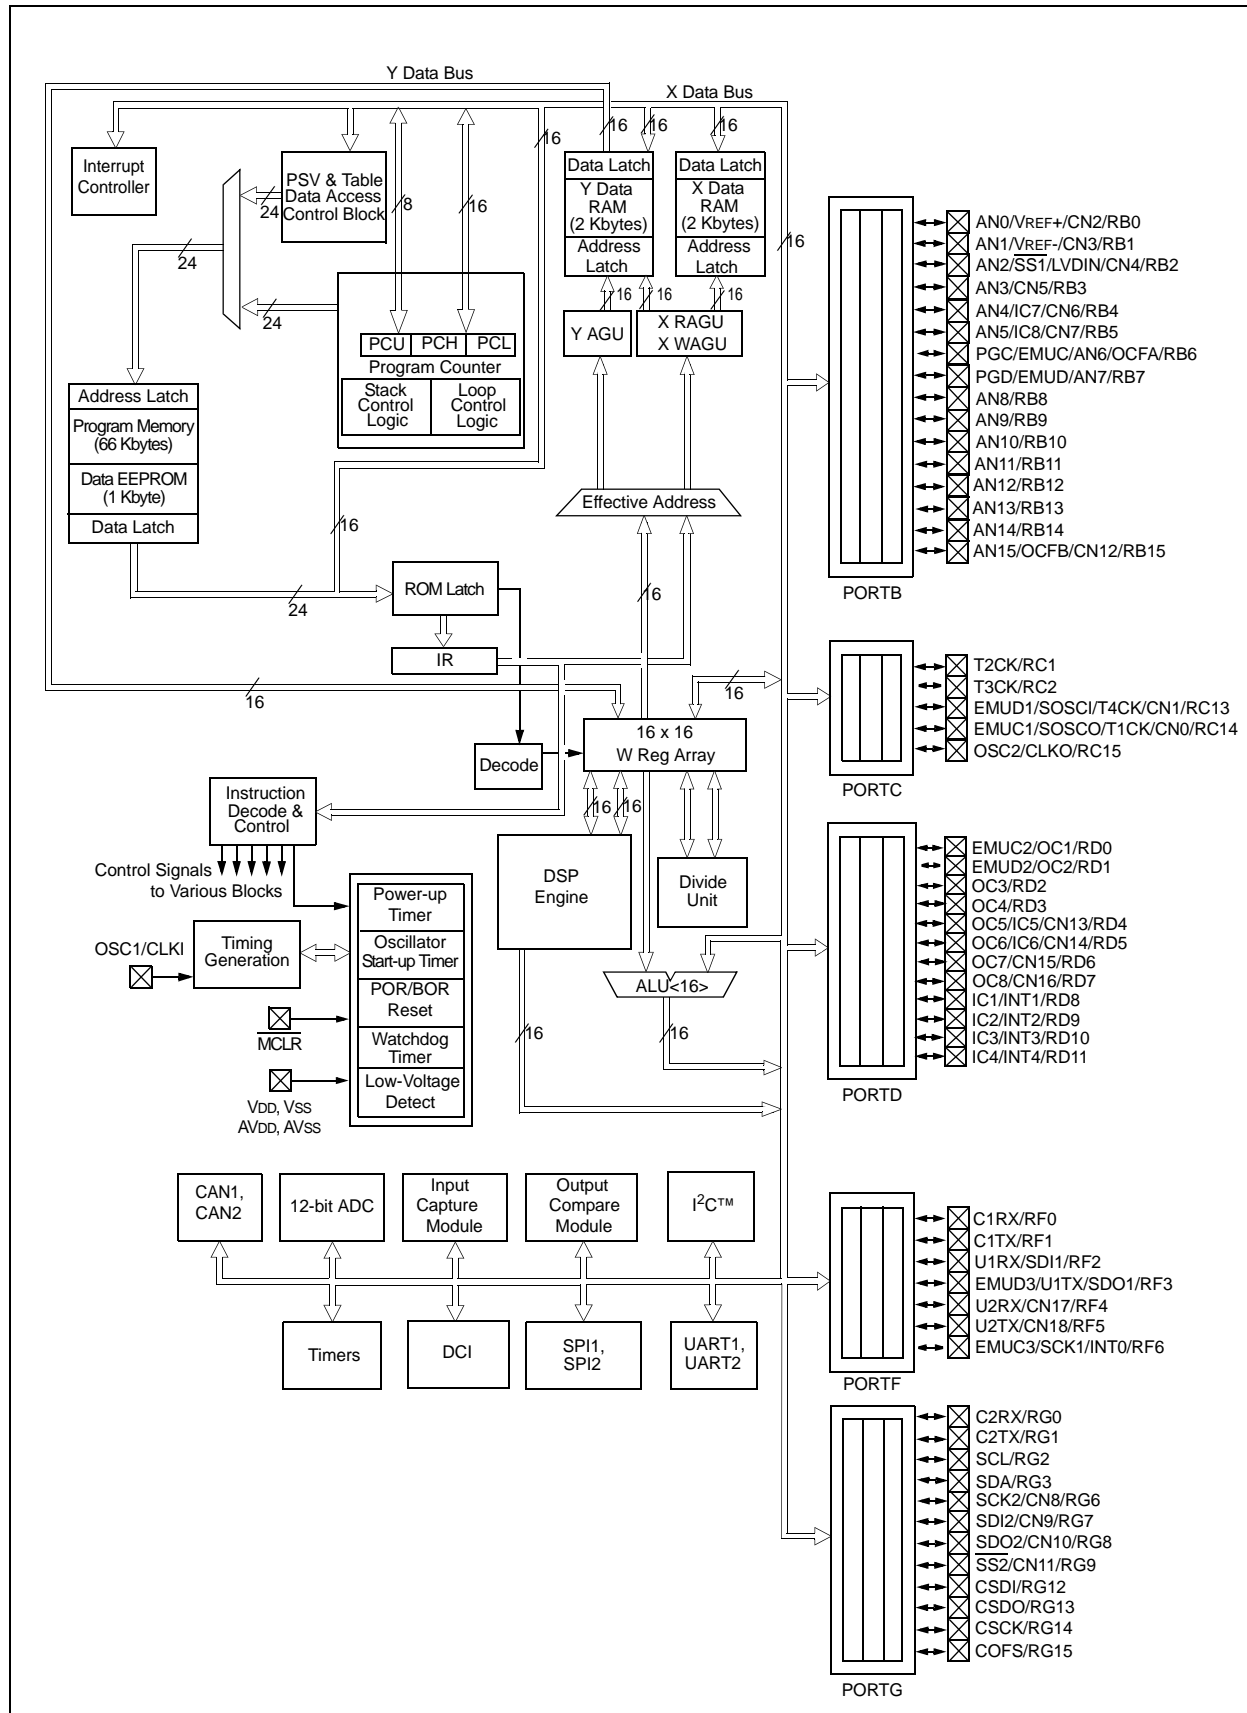 Y Data Bus
X Data Bus
16
16
16
16
Interrupt
Controller
PSV & Table
Data Access
Control Block
24
24
24
8
16
16
Data Latch
Y Data
RAM
(2 Kbytes)
Address
Latch
Data Latch
X Data
RAM
(2 Kbytes)
Address
Latch
16
16
16
Y AGU
X RAGU
X WAGU
PCU
PCH
PCL
Program Counter
Stack
Control
Logic
Loop
Control
Logic
Address Latch
Program Memory
(66 Kbytes)
Data EEPROM
(1 Kbyte)
Data Latch
16
24
Effective Address
ROM Latch
16
IR
16
16
16 x 16
W Reg Array
Decode
Instruction
Decode &
Control
16
16
Control Signals
to Various Blocks
DSP
Engine
Divide
Unit
Power-up
Timer
Oscillator
Start-up Timer
POR/BOR
Reset
Watchdog
Timer
Low-Voltage
Detect
OSC1/CLKI
Timing
Generation
MCLR
VDD, VSS
AVDD, AVSS
ALU<16>
16
16
CAN1,
CAN2
12-bit ADC
Input
Capture
Module
Output
Compare
Module
I2C™
Timers
DCI
SPI1,
SPI2
UART1,
UART2
AN0/VREF+/CN2/RB0
AN1/VREF-/CN3/RB1
AN2/SS1/LVDIN/CN4/RB2
AN3/CN5/RB3
AN4/IC7/CN6/RB4
AN5/IC8/CN7/RB5
PGC/EMUC/AN6/OCFA/RB6
PGD/EMUD/AN7/RB7
AN8/RB8
AN9/RB9
AN10/RB10
AN11/RB11
AN12/RB12
AN13/RB13
AN14/RB14
AN15/OCFB/CN12/RB15
PORTB
T2CK/RC1
T3CK/RC2
EMUD1/SOSCI/T4CK/CN1/RC13
EMUC1/SOSCO/T1CK/CN0/RC14
OSC2/CLKO/RC15
PORTC
EMUC2/OC1/RD0
EMUD2/OC2/RD1
OC3/RD2
OC4/RD3
OC5/IC5/CN13/RD4
OC6/IC6/CN14/RD5
OC7/CN15/RD6
OC8/CN16/RD7
IC1/INT1/RD8
IC2/INT2/RD9
IC3/INT3/RD10
IC4/INT4/RD11
PORTD
C1RX/RF0
C1TX/RF1
U1RX/SDI1/RF2
EMUD3/U1TX/SDO1/RF3
U2RX/CN17/RF4
U2TX/CN18/RF5
EMUC3/SCK1/INT0/RF6
PORTF
C2RX/RG0
C2TX/RG1
SCL/RG2
SDA/RG3
SCK2/CN8/RG6
SDI2/CN9/RG7
SDO2/CN10/RG8
SS2/CN11/RG9
CSDI/RG12
CSDO/RG13
CSCK/RG14
COFS/RG15
PORTG